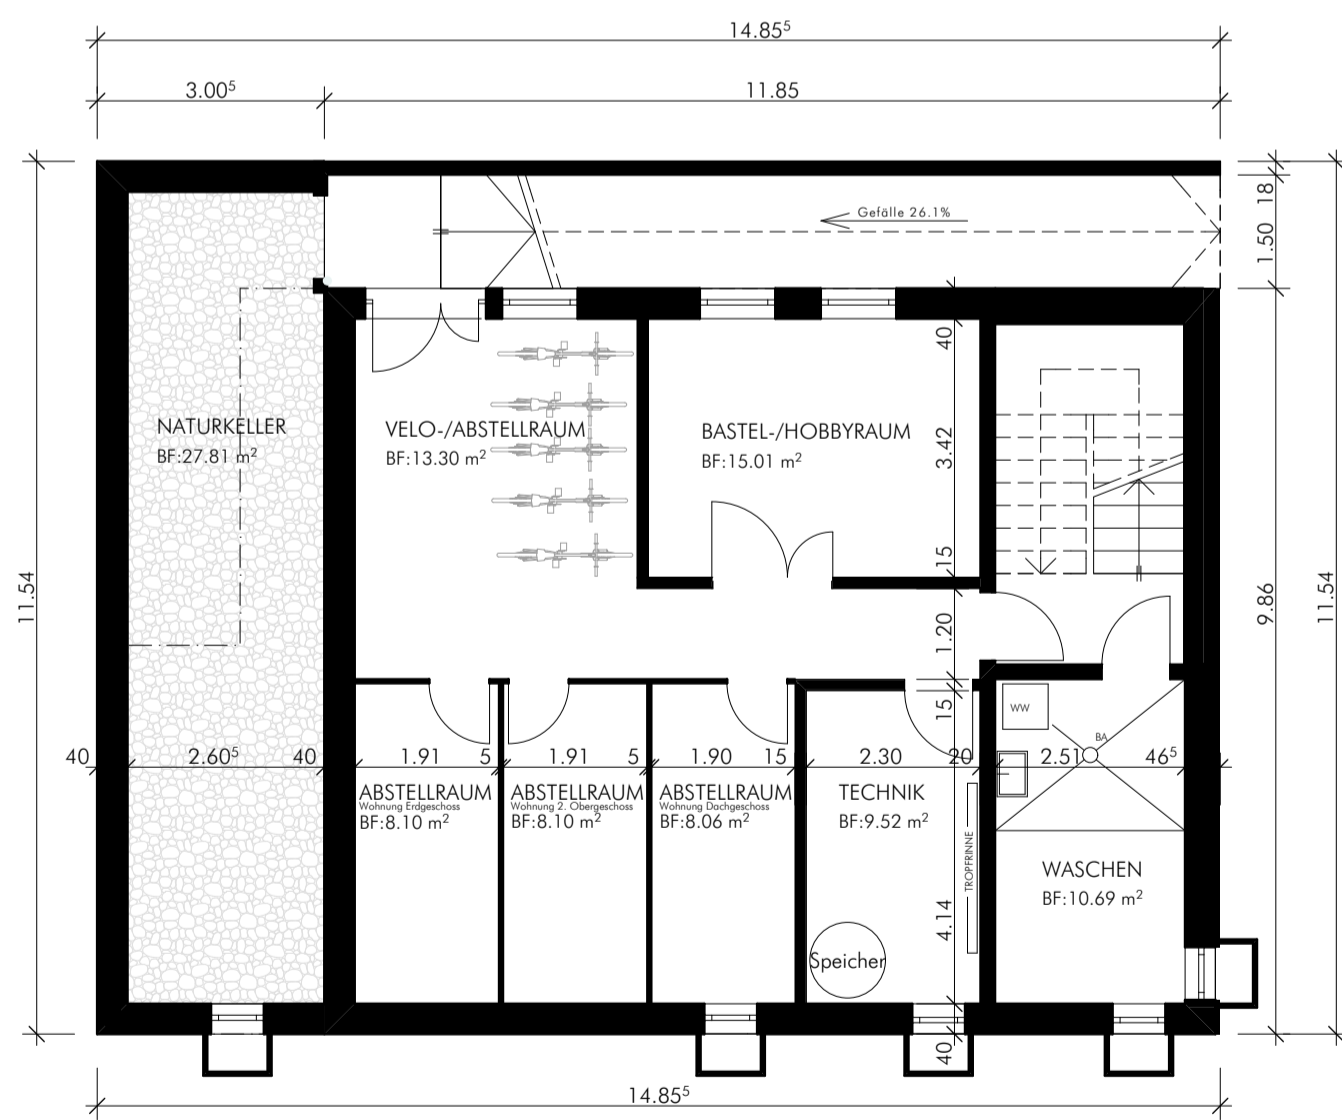 14.85⁵
3.00⁵
11.85
Gefälle 26.1%
18
1.50
40
NATURKELLER
BF:27.81 m²
VELO-/ABSTELLRAUM
BF:13.30 m²
BASTEL-/HOBBYRAUM
BF:15.01 m²
3.42
15
11.54
1.20
9.86
11.54
15
WW
BA
40
2.60⁵
40
1.91
5
1.91
5
1.90
15
2.30
20
2.51
46⁵
ABSTELLRAUM
Wohnung Erdgeschoss
BF:8.10 m²
ABSTELLRAUM
Wohnung 2. Obergeschoss
BF:8.10 m²
ABSTELLRAUM
Wohnung Dachgeschoss
BF:8.06 m²
TECHNIK
BF:9.52 m²
TROPFRINNE
WASCHEN
BF:10.69 m²
4.14
Speicher
40
14.85⁵